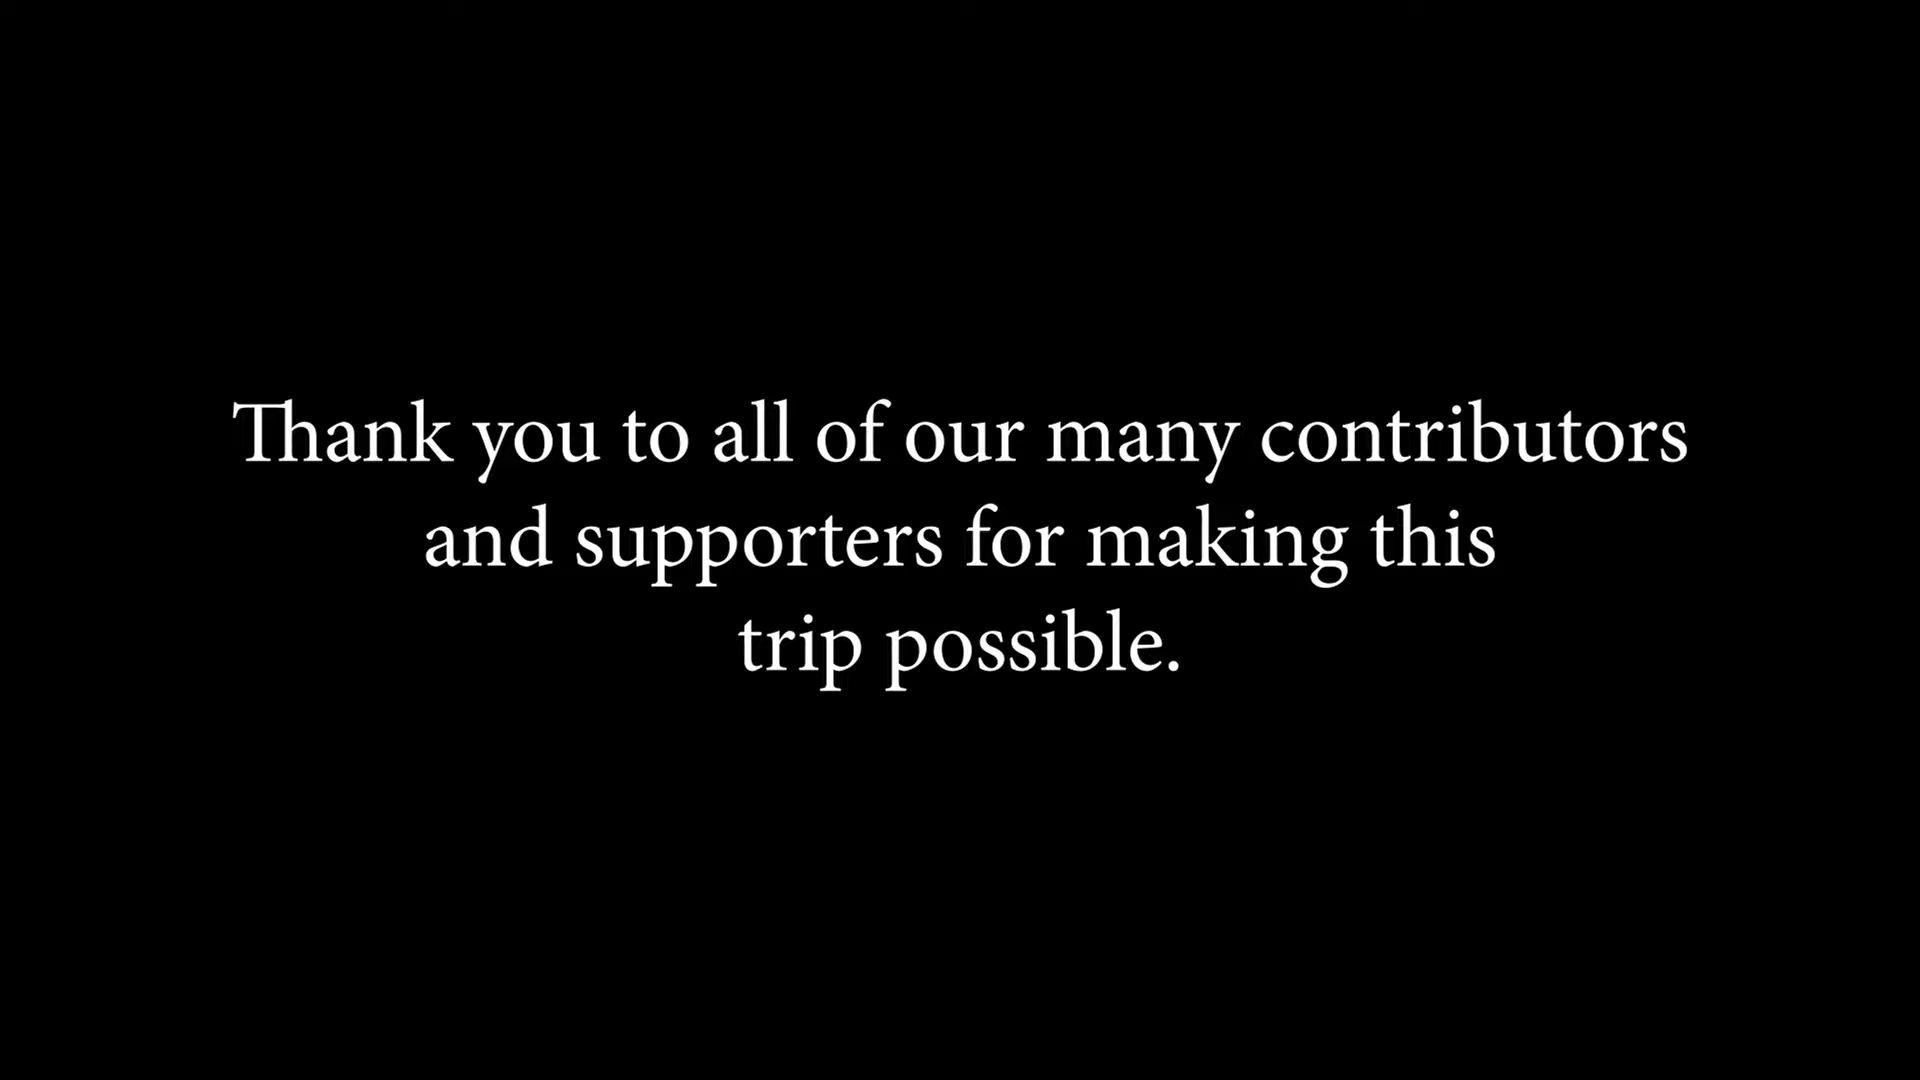 Thank you to all of our many contributors
and supporters for making this
trip possible.